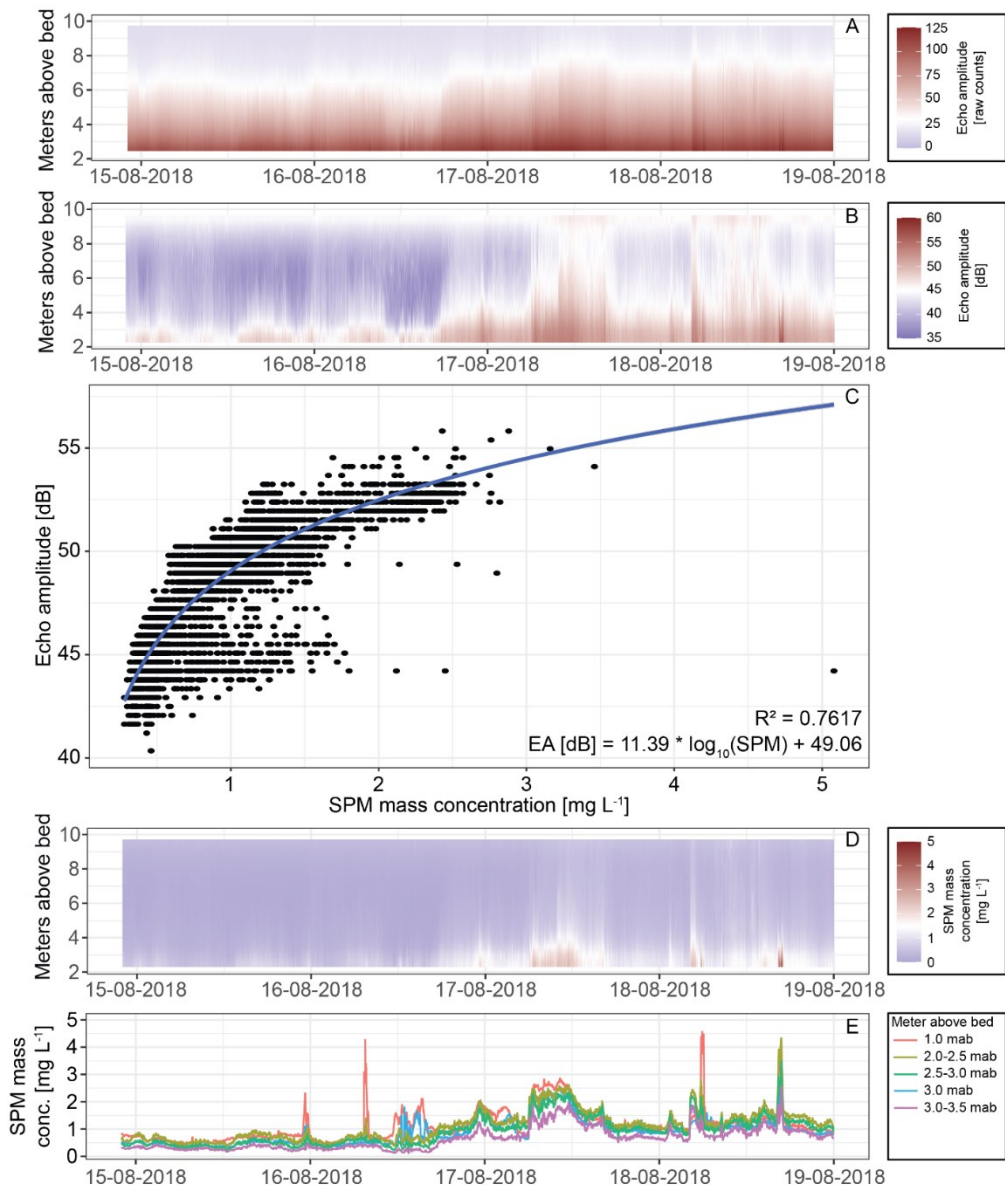 A
Meters above bed
10
8
6
4
2
15-08-2018 16-08-2018 17-08-2018 18-08-2018 19-08-2018
125
100
75
50
25
0
Echo amplitude
[raw counts]
B
Meters above bed
10
8
6
4
2
15-08-2018 16-08-2018 17-08-2018 18-08-2018 19-08-2018
60
55
50
45
40
35
Echo amplitude
[dB]
C
Echo amplitude [dB]
55
50
45
40
R² = 0.7617
EA [dB] = 11.39 * log₁₀(SPM) + 49.06
1 2 3 4 5
SPM mass concentration [mg L⁻¹]
D
Meters above bed
10
8
6
4
2
15-08-2018 16-08-2018 17-08-2018 18-08-2018 19-08-2018
5
4
3
2
1
0
SPM mass
concentration
[mg L⁻¹]
E
SPM mass
conc. [mg L⁻¹]
5
4
3
2
1
0
15-08-2018 16-08-2018 17-08-2018 18-08-2018 19-08-2018
Meter above bed
1.0 mab
2.0-2.5 mab
2.5-3.0 mab
3.0 mab
3.0-3.5 mab